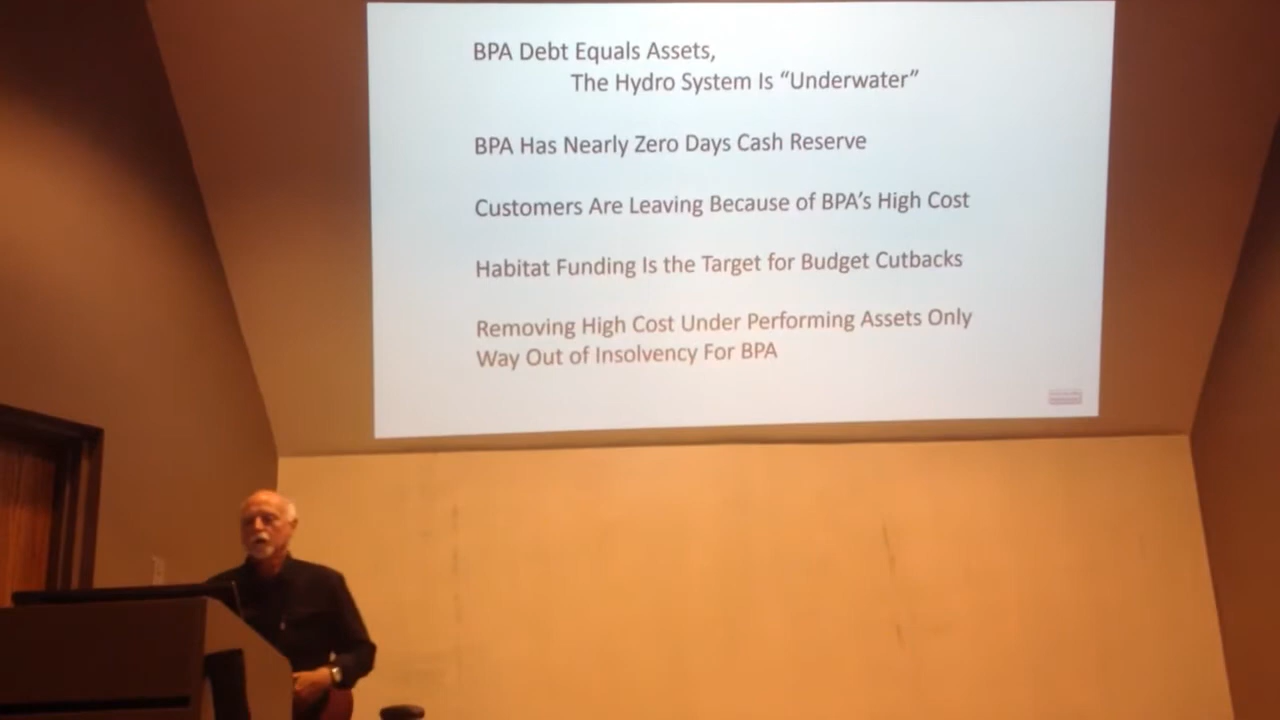 BPA Debt Equals Assets,
The Hydro System Is “Underwater”
BPA Has Nearly Zero Days Cash Reserve
Customers Are Leaving Because of BPA’s High Cost
Habitat Funding Is the Target for Budget Cutbacks
Removing High Cost Under Performing Assets Only
Way Out of Insolvency For BPA